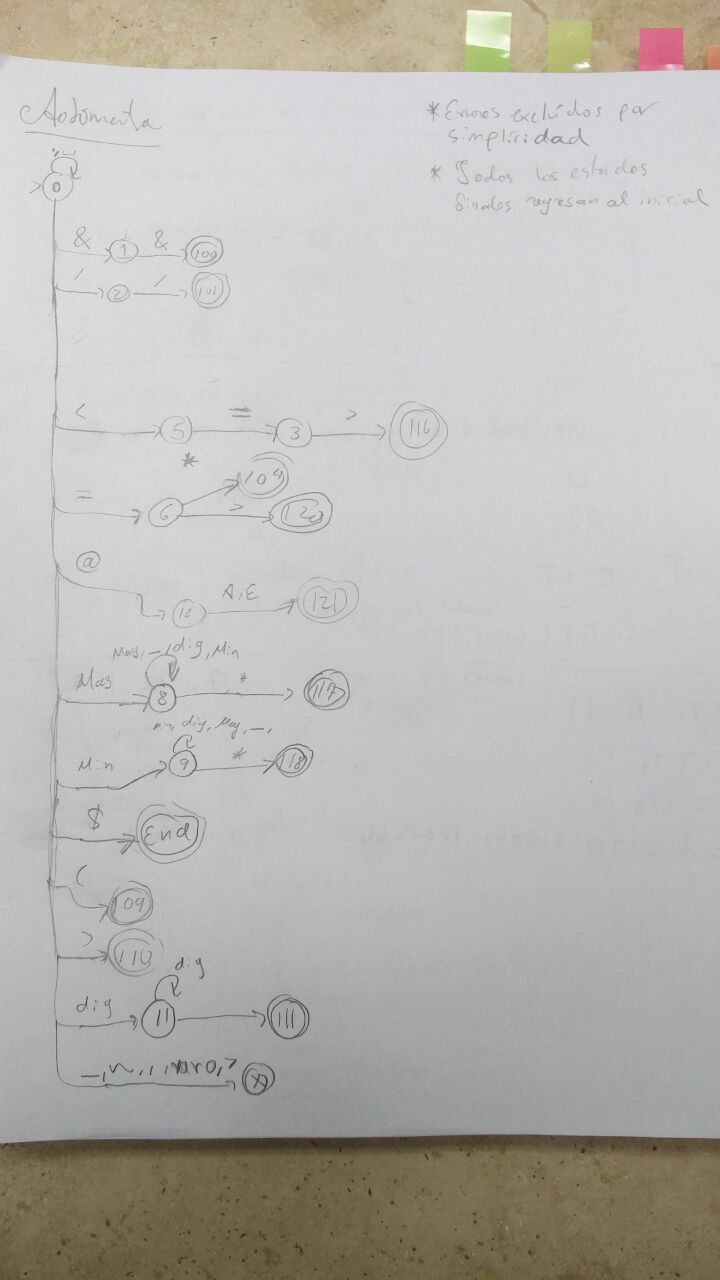 Autómata
* Errores excluidos por
simplicidad
* Todos los estados
finales regresan al inicial
0
& 1 & 100
/ 2 / 101
< 5 = 3 > 116
*
= 6 104
> 120
@ 12 A,E 121
May, _, dig, Min
May 8 * 117
Min, dig, May, _,
Min 9 * 118
$ End
( 109
) 110
dig
dig 11 111
raro,